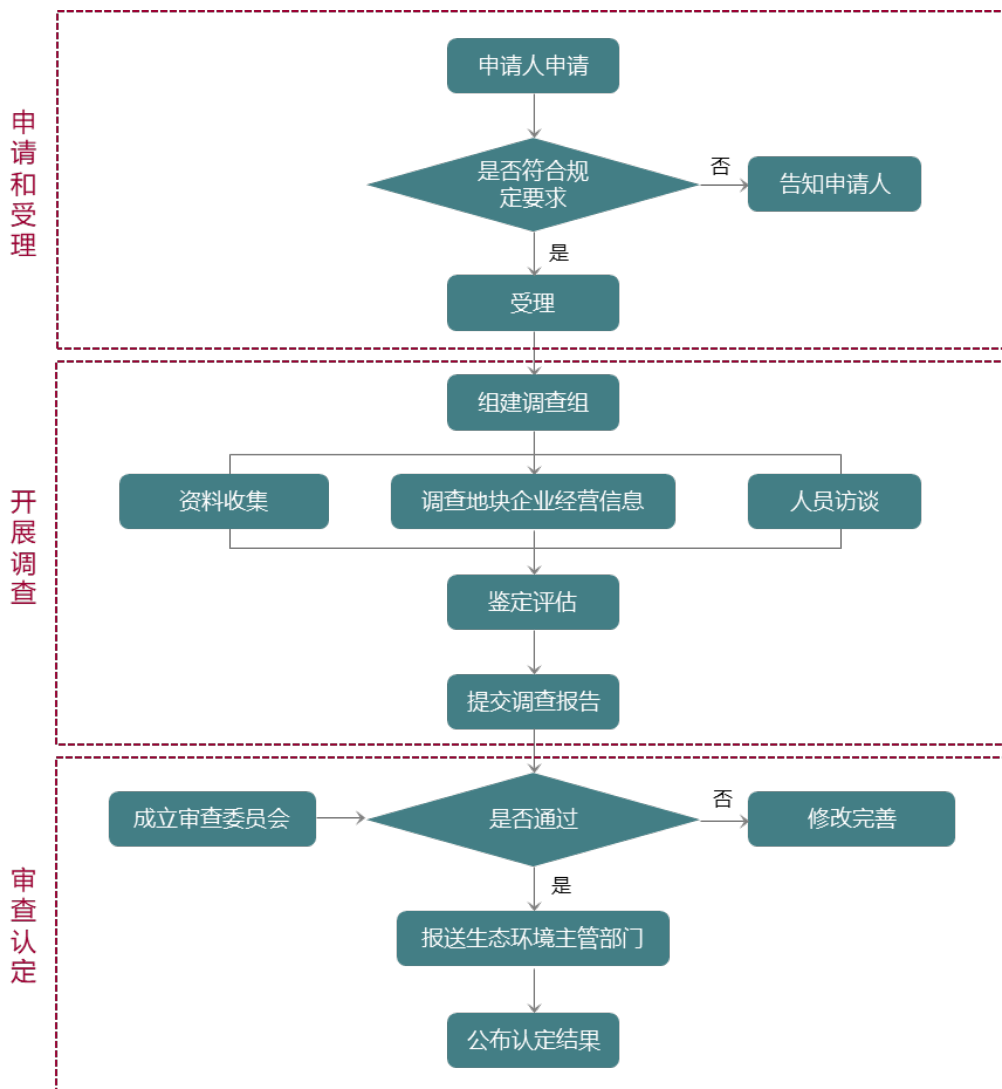 申请和受理
申请人申请
是否符合规
定要求
否
告知申请人
是
受理
开展调查
组建调查组
资料收集
调查地块企业经营信息
人员访谈
鉴定评估
提交调查报告
审查认定
成立审查委员会
是否通过
否
修改完善
是
报送生态环境主管部门
公布认定结果